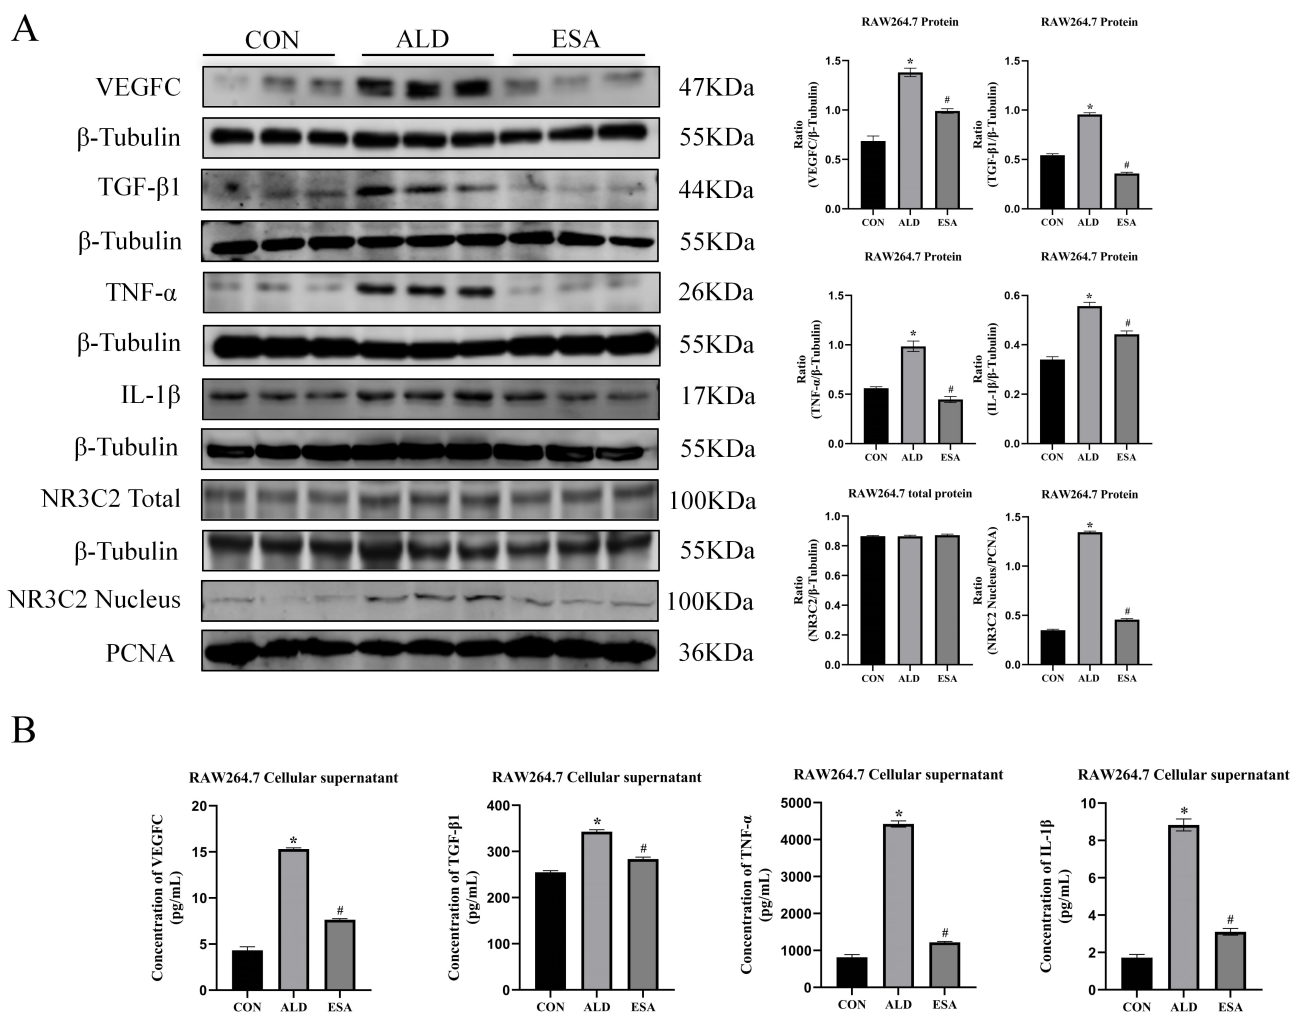 A
CON ALD ESA
VEGFC 47KDa
β-Tubulin 55KDa
TGF-β1 44KDa
β-Tubulin 55KDa
TNF-α 26KDa
β-Tubulin 55KDa
IL-1β 17KDa
β-Tubulin 55KDa
NR3C2 Total 100KDa
β-Tubulin 55KDa
NR3C2 Nucleus 100KDa
PCNA 36KDa
RAW264.7 Protein
Ratio
(VEGFC/β-Tubulin)
1.5
1.0
0.5
0.0
*
#
CON ALD ESA
RAW264.7 Protein
Ratio
(TGF-β1/β-Tubulin)
1.5
1.0
0.5
0.0
*
#
CON ALD ESA
RAW264.7 Protein
Ratio
(TNF-α/β-Tubulin)
1.5
1.0
0.5
0.0
*
#
CON ALD ESA
RAW264.7 Protein
Ratio
(IL-1β/β-Tubulin)
0.6
0.4
0.2
0.0
*
#
CON ALD ESA
RAW264.7 total protein
Ratio
(NR3C2/β-Tubulin)
1.0
0.8
0.6
0.4
0.2
0.0
CON ALD ESA
RAW264.7 Protein
Ratio
(NR3C2 Nucleus/PCNA)
1.5
1.0
0.5
0.0
*
#
CON ALD ESA
B
RAW264.7 Cellular supernatant
Concentration of VEGFC
(pg/mL)
20
15
10
5
0
*
#
CON ALD ESA
RAW264.7 Cellular supernatant
Concentration of TGF-β1
(pg/mL)
400
300
200
100
0
*
#
CON ALD ESA
RAW264.7 Cellular supernatant
Concentration of TNF-α
(pg/mL)
5000
4000
3000
2000
1000
0
*
#
CON ALD ESA
RAW264.7 Cellular supernatant
Concentration of IL-1β
(pg/mL)
10
8
6
4
2
0
*
#
CON ALD ESA